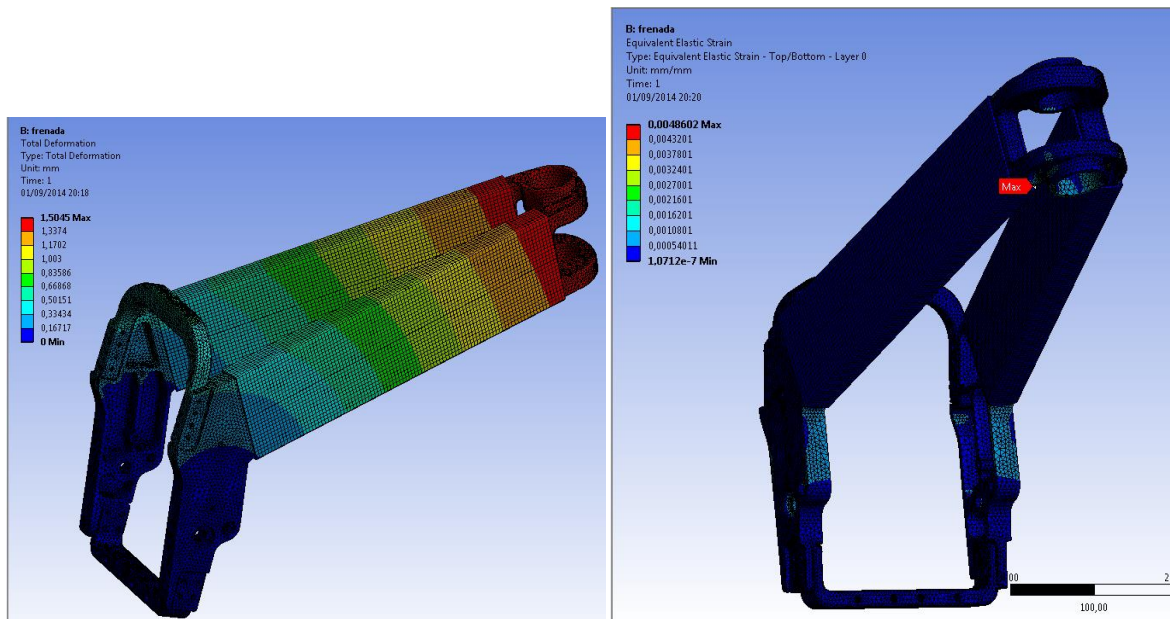 B: frenada
Total Deformation
Type: Total Deformation
Unit: mm
Time: 1
01/09/2014 20:18
1,5045 Max
1,3374
1,1702
1,003
0,83586
0,66868
0,50151
0,33434
0,16717
0 Min
B: frenada
Equivalent Elastic Strain
Type: Equivalent Elastic Strain - Top/Bottom - Layer 0
Unit: mm/mm
Time: 1
01/09/2014 20:20
0,0048602 Max
0,0043201
0,0037801
0,0032401
0,0027001
0,0021601
0,0016201
0,0010801
0,00054011
1,0712e-7 Min
Max
00
2
100,00